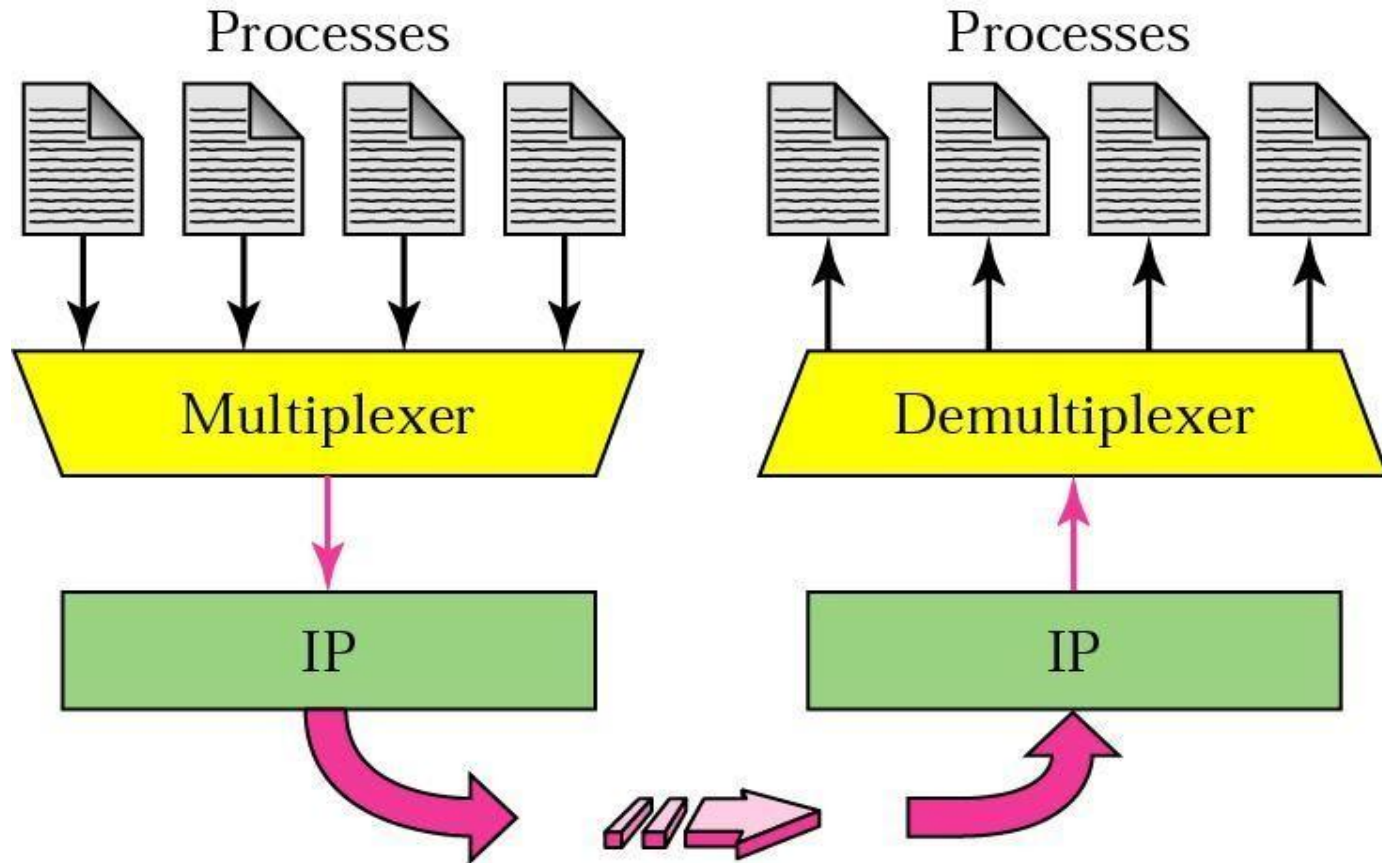 Processes
Processes
Multiplexer
Demultiplexer
IP
IP